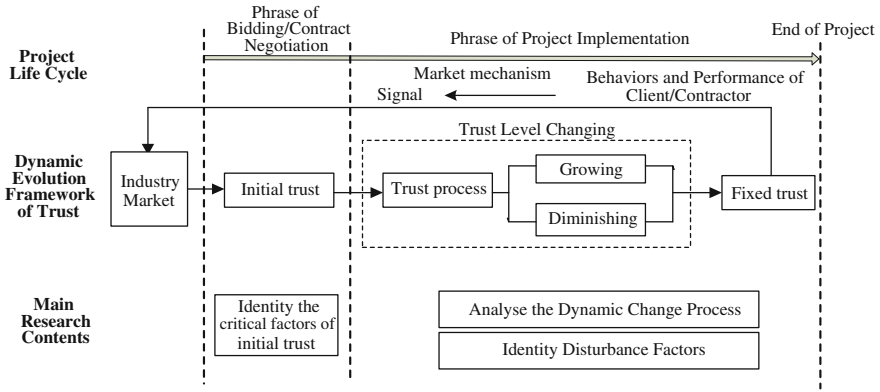 Phrase of
Bidding/Contract
Negotiation
End of Project
Project
Life Cycle
Phrase of Project Implementation
Market mechanism
Signal
Behaviors and Performance of
Client/Contractor
Trust Level Changing
Dynamic
Evolution
Framework
of Trust
Industry
Market
Initial trust
Trust process
Growing
Diminishing
Fixed trust
Main
Research
Contents
Identity the
critical factors of
initial trust
Analyse the Dynamic Change Process
Identity Disturbance Factors